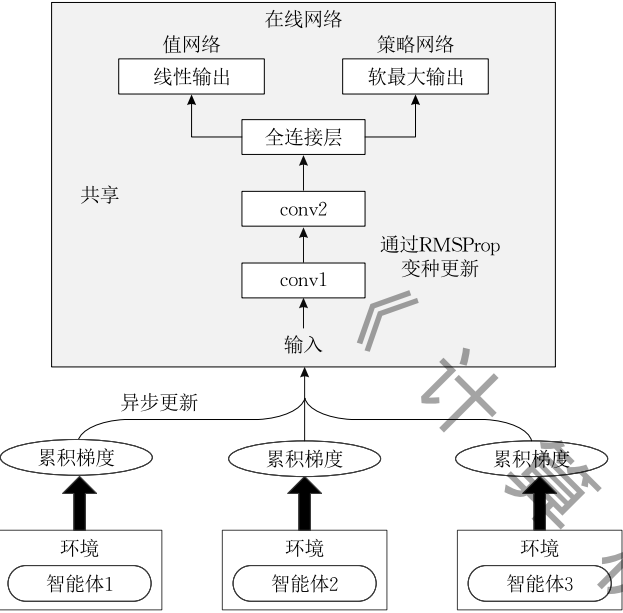 在线网络
值网络
策略网络
线性输出
软最大输出
全连接层
共享
conv2
通过RMSProp
变种更新
conv1
输入
异步更新
累积梯度
累积梯度
累积梯度
环境
环境
环境
智能体1
智能体2
智能体3
《计算